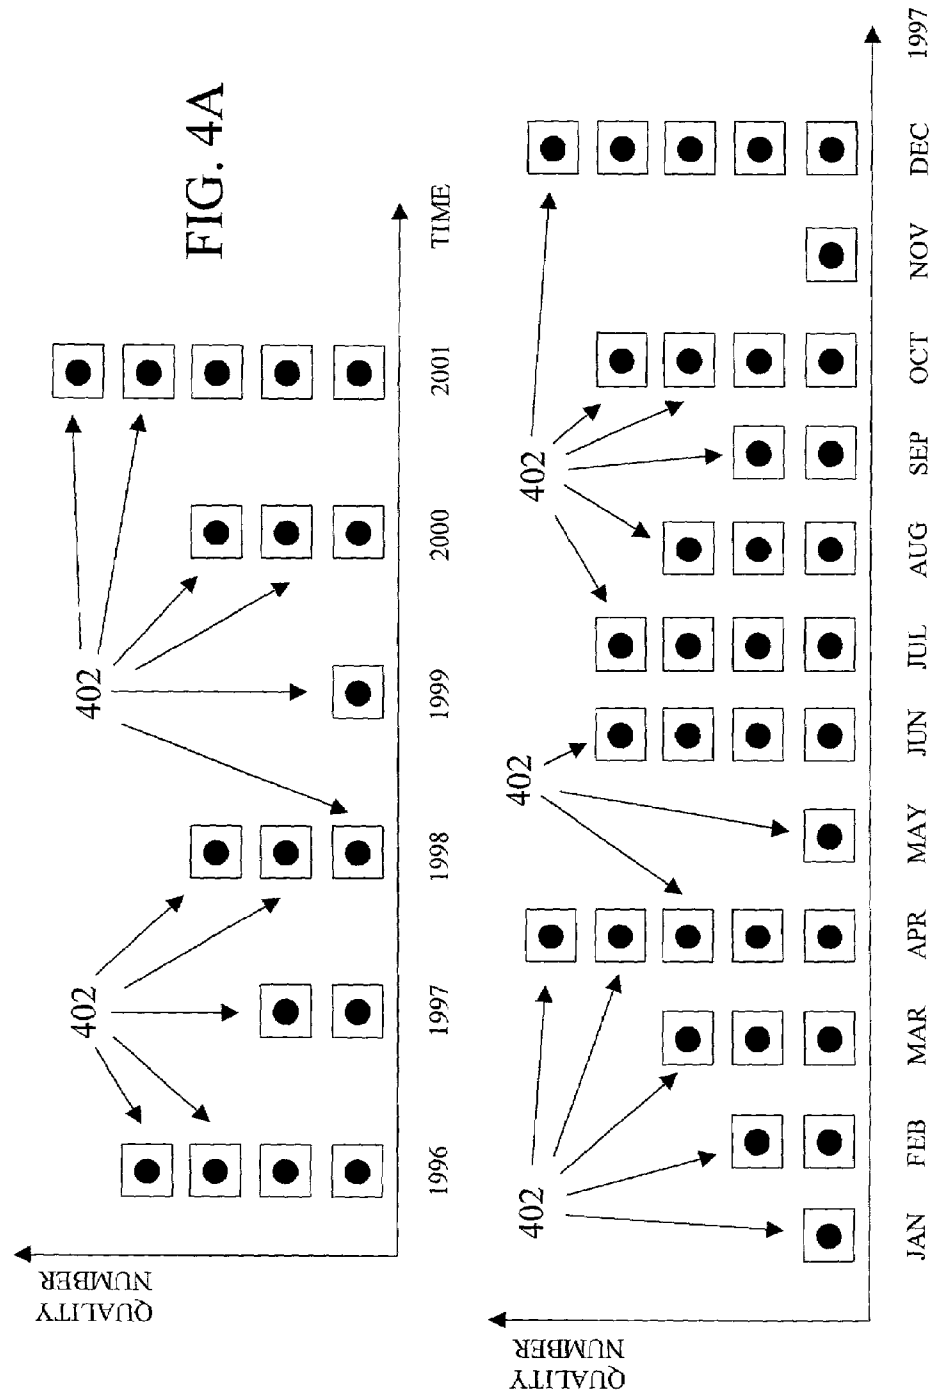 FIG. 4A
QUALITY
NUMBER
402
402
1996
1997
1998
1999
2000
2001
TIME
QUALITY
NUMBER
402
402
402
JAN
FEB
MAR
APR
MAY
JUN
JUL
AUG
SEP
OCT
NOV
DEC
1997